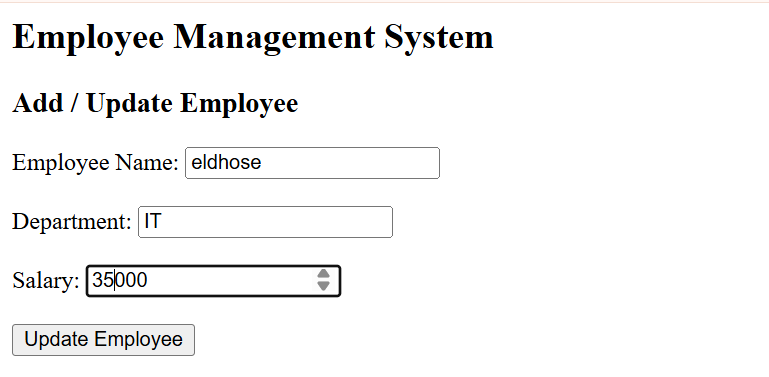 Employee Management System
Add / Update Employee
Employee Name: eldhose
Department: IT
Salary: 35000
Update Employee